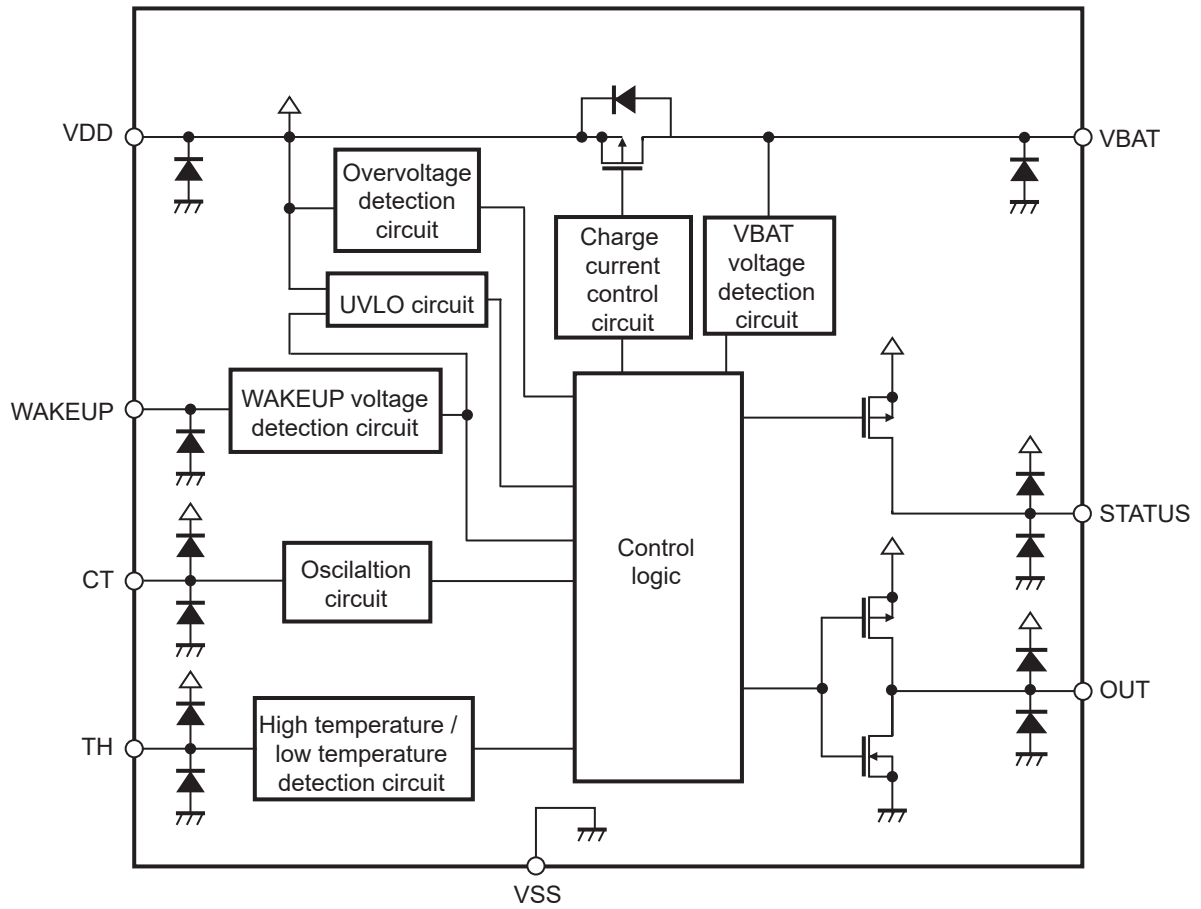 VDD
VBAT
Overvoltage
detection
circuit
Charge
current
control
circuit
VBAT
voltage
detection
circuit
UVLO circuit
WAKEUP
WAKEUP voltage
detection circuit
STATUS
CT
Oscilaltion
circuit
Control
logic
TH
High temperature /
low temperature
detection circuit
OUT
VSS